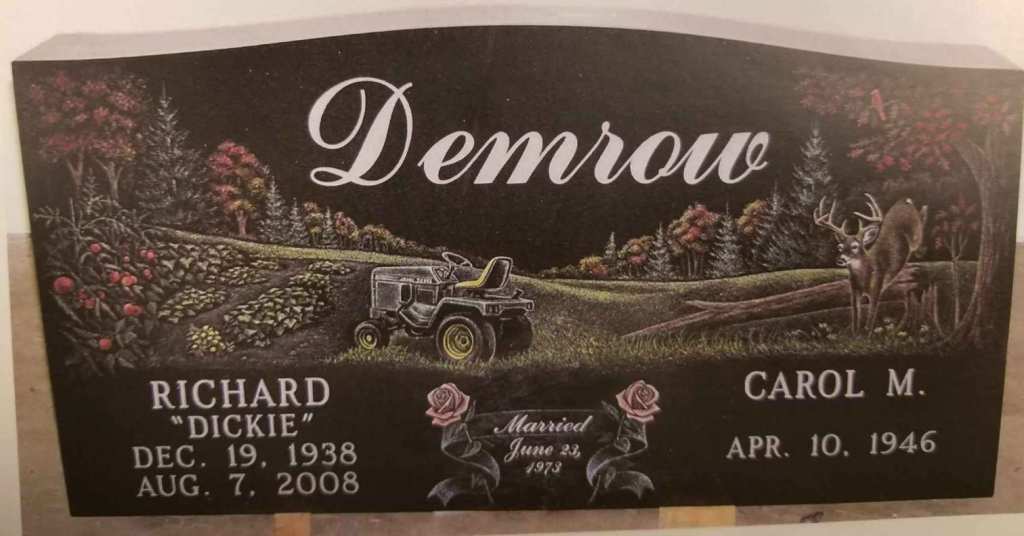 Demrow
RICHARD
"DICKIE"
DEC. 19, 1938
AUG. 7, 2008
Married
June 23,
1973
CAROL M.
APR. 10, 1946